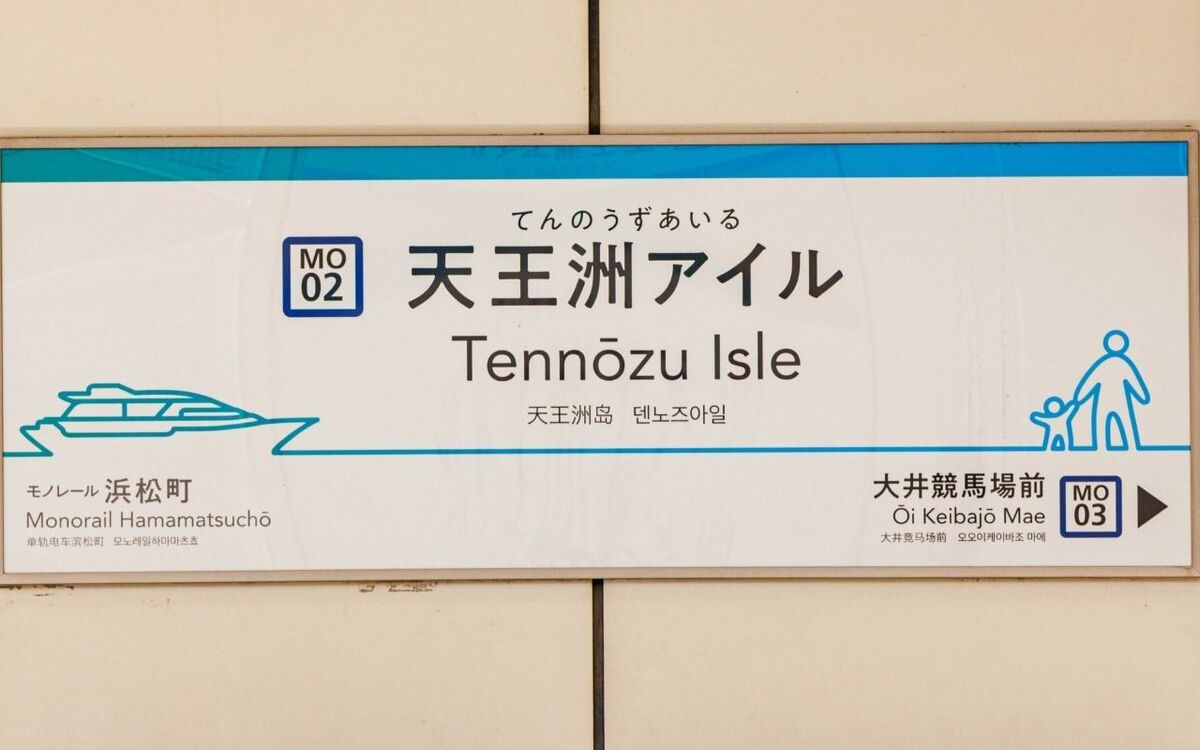 てんのうずあいる
MO
02
天王洲アイル
Tennōzu Isle
天王洲岛 덴노즈아일
モノレール 浜松町
Monorail Hamamatsuchō
单轨电车滨松町 모노레일하마마츠쵸
大井競馬場前
Ōi Keibajō Mae
大井竞马场前 오오이케이바조 마에
MO
03